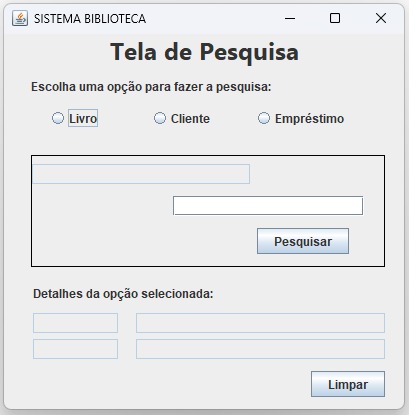 SISTEMA BIBLIOTECA
Tela de Pesquisa
Escolha uma opção para fazer a pesquisa:
Livro Cliente Empréstimo
Pesquisar
Detalhes da opção selecionada:
Limpar